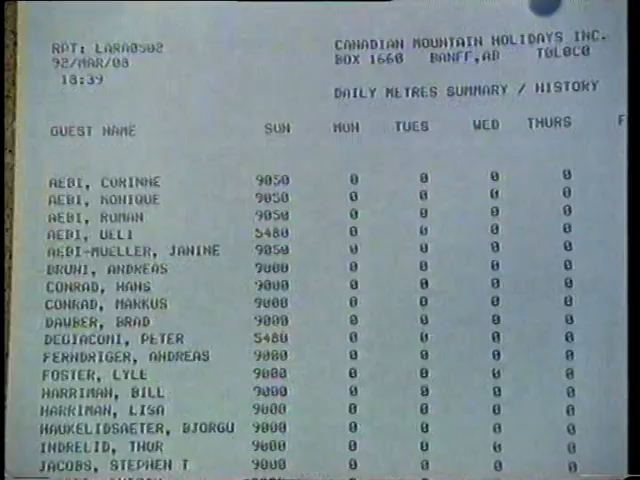 RPT: LARA0502 CANADIAN MOUNTAIN HOLIDAYS INC.
92/MAR/08 BOX 1660 BANFF, AB T0L0C0
18:39
DAILY METRES SUMMARY / HISTORY
GUEST NAME SUN MON TUES WED THURS F
AEBI, CORINNE 9050 0 0 0 0
AEBI, MONIQUE 9050 0 0 0 0
AEBI, ROMAN 9050 0 0 0 0
AEBI, UELI 5480 0 0 0 0
AEBI-MUELLER, JANINE 9050 0 0 0 0
BRUNI, ANDREAS 9000 0 0 0 0
CONRAD, HANS 9000 0 0 0 0
CONRAD, MARKUS 9000 0 0 0 0
DAWBER, BRAD 9000 0 0 0 0
DEGIACOMI, PETER 5480 0 0 0 0
FERNDRIGER, ANDREAS 9000 0 0 0 0
FOSTER, LYLE 9000 0 0 0 0
HARRIMAN, BILL 9000 0 0 0 0
HARRIMAN, LISA 9000 0 0 0 0
HAUKELIDSAETER, BJORGU 9000 0 0 0 0
INDRELID, THOR 9000 0 0 0 0
JACOBS, STEPHEN T 9000 0 0 0 0